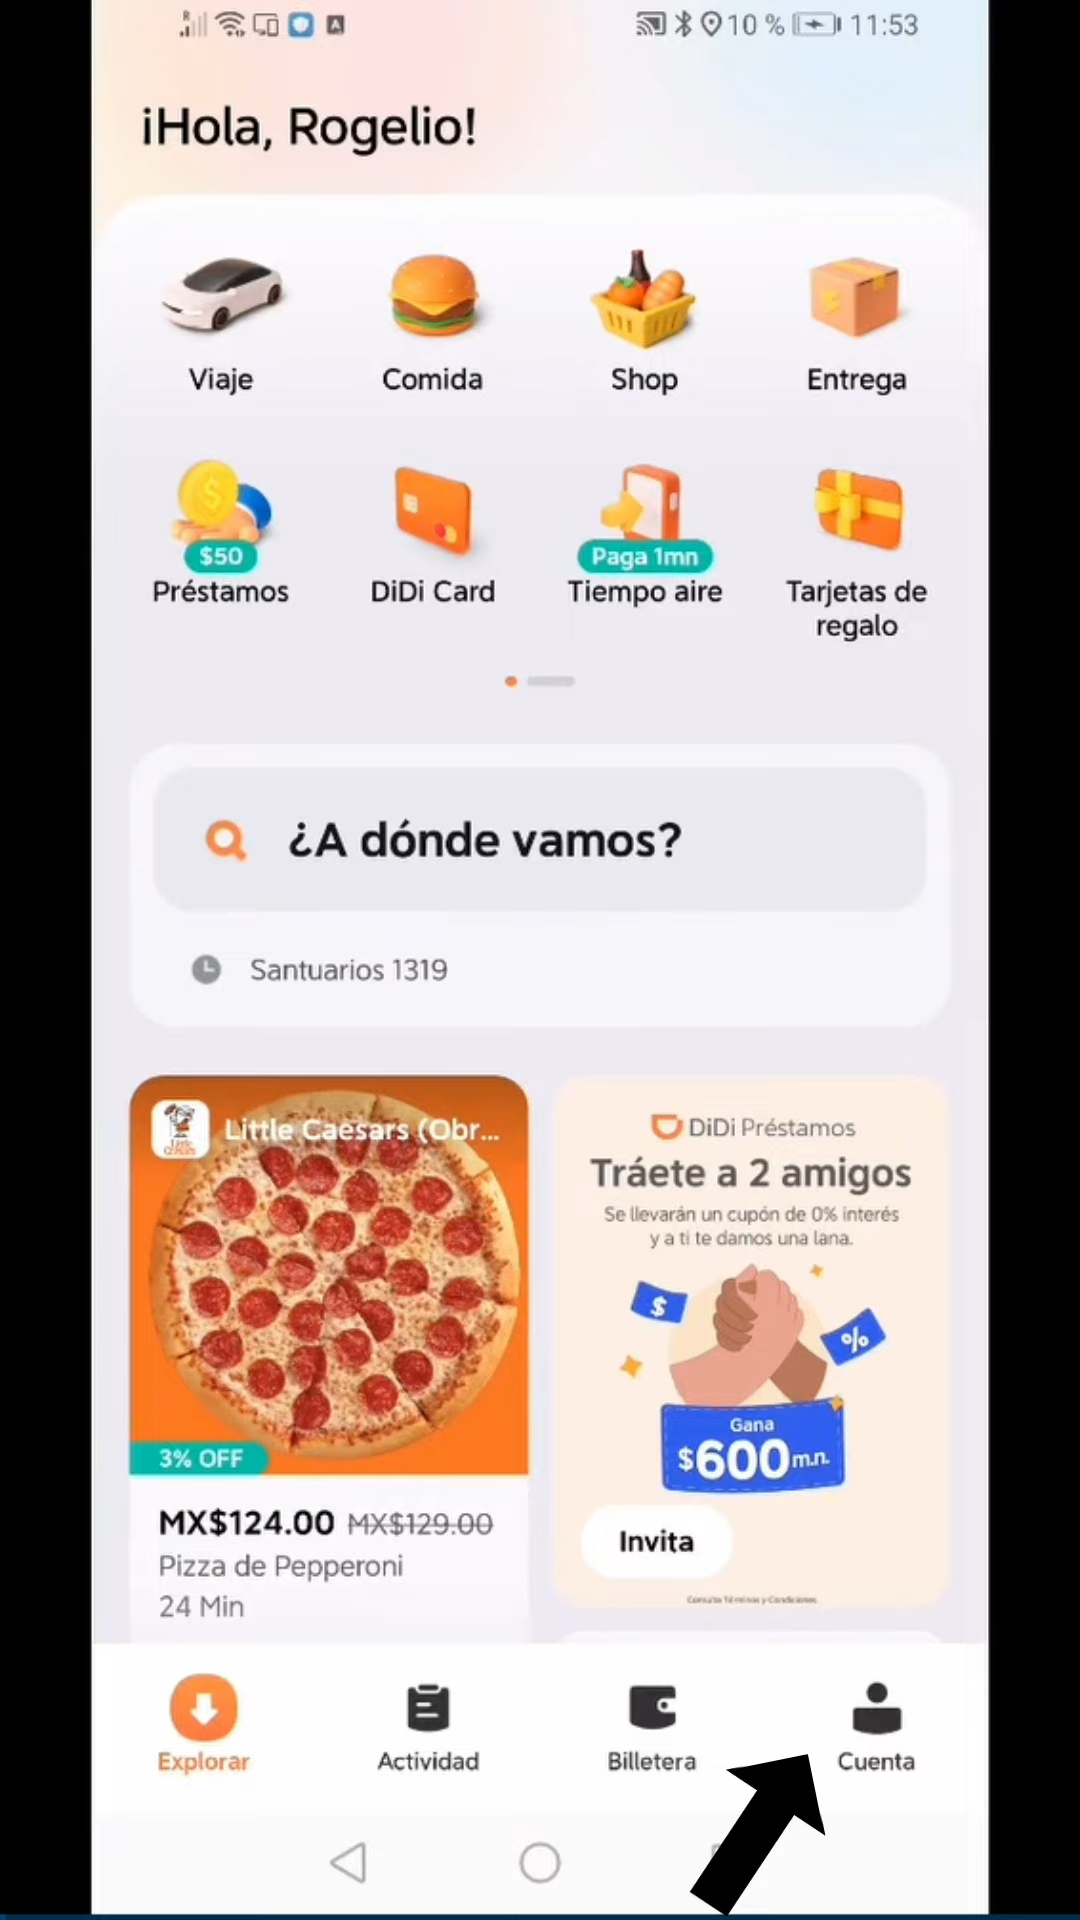 10 % 11:53
¡Hola, Rogelio!
Viaje
Comida
Shop
Entrega
$50
Préstamos
DiDi Card
Paga 1mn
Tiempo aire
Tarjetas de
regalo
¿A dónde vamos?
Santuarios 1319
Little Caesars (Obr...
3% OFF
MX$124.00 MX$129.00
Pizza de Pepperoni
24 Min
DiDi Préstamos
Tráete a 2 amigos
Se llevarán un cupón de 0% interés
y a ti te damos una lana.
$
%
Gana
$600 m.n.
Invita
Consulta Términos y Condiciones
Explorar
Actividad
Billetera
Cuenta